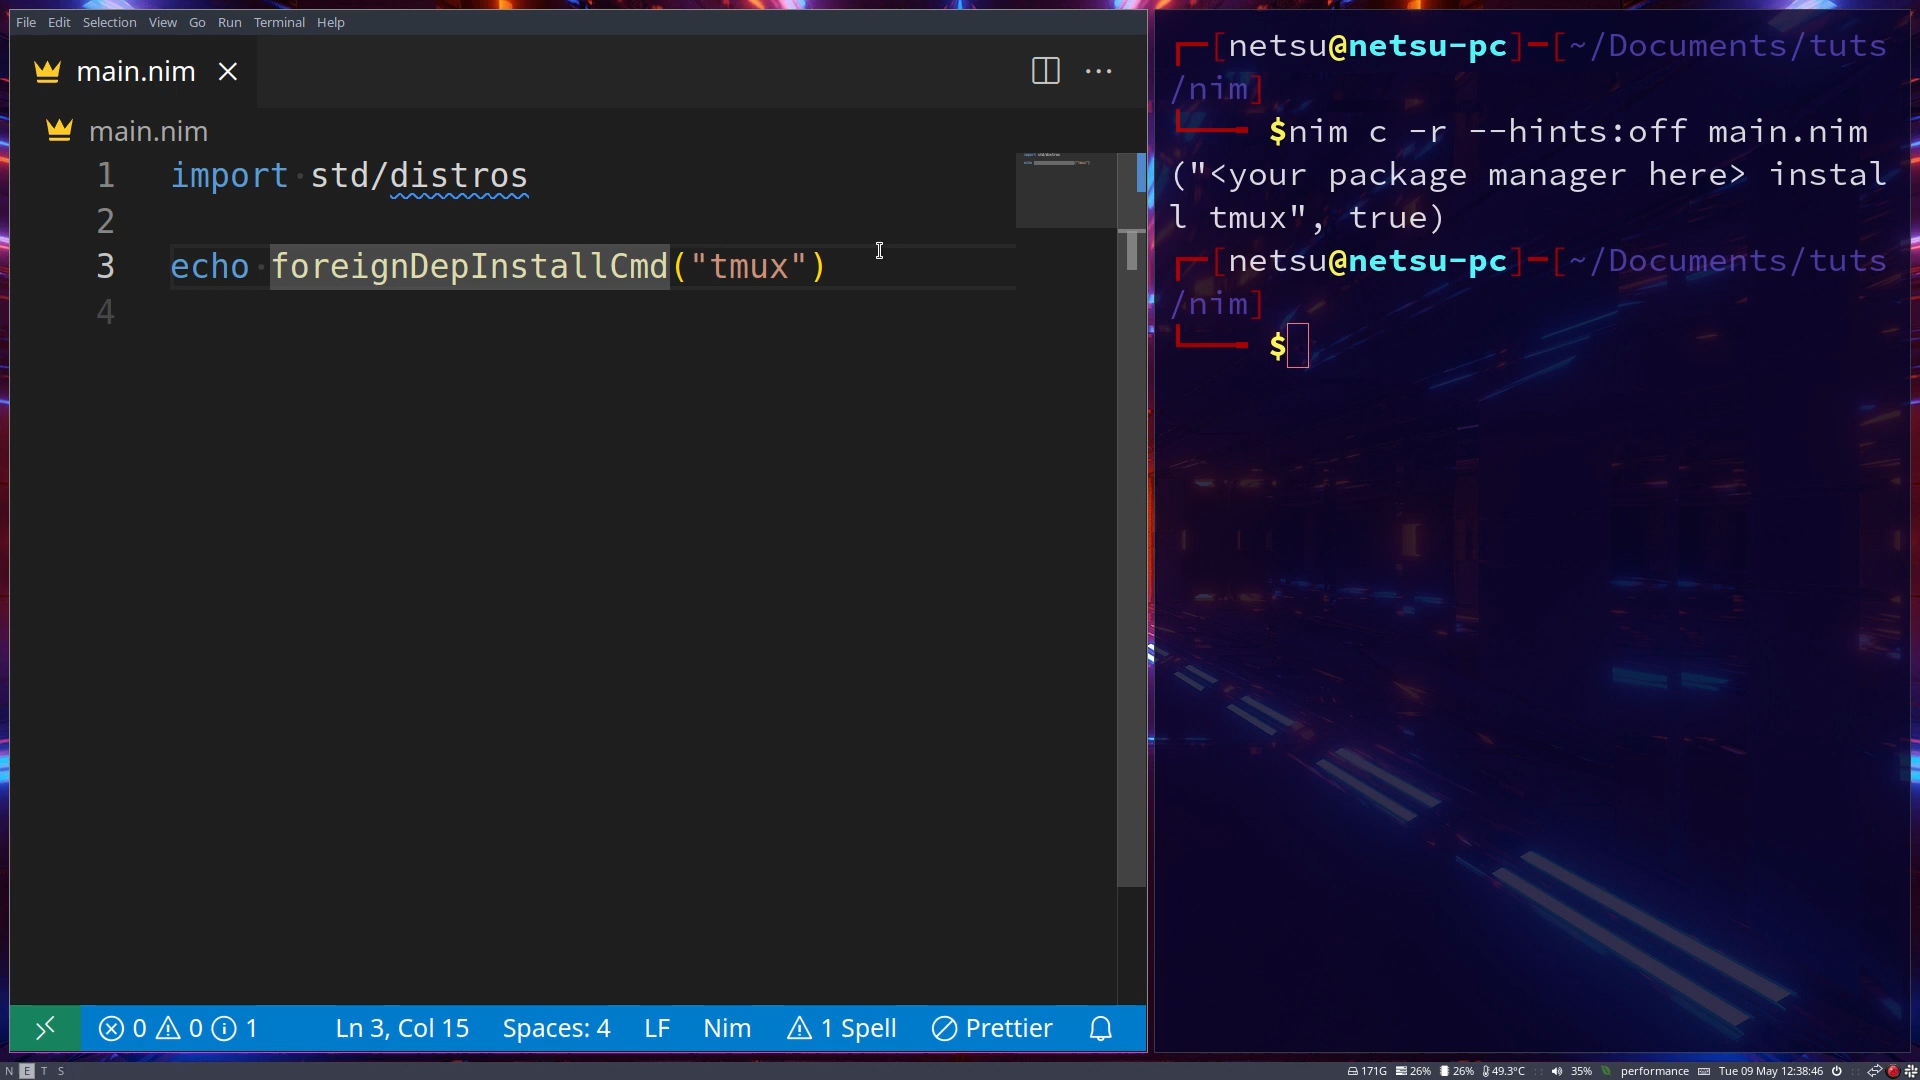 File Edit Selection View Go Run Terminal Help
main.nim
main.nim
1 import std/distros
2
3 echo foreignDepInstallCmd("tmux")
4
0 0 1 Ln 3, Col 15 Spaces: 4 LF Nim 1 Spell Prettier
[netsu@netsu-pc]-[~/Documents/tuts
/nim]
$nim c -r --hints:off main.nim
("<your package manager here> instal
l tmux", true)
[netsu@netsu-pc]-[~/Documents/tuts
/nim]
$
N E T S 171G 26% 26% 49.3°C 35% performance Tue 09 May 12:38:46